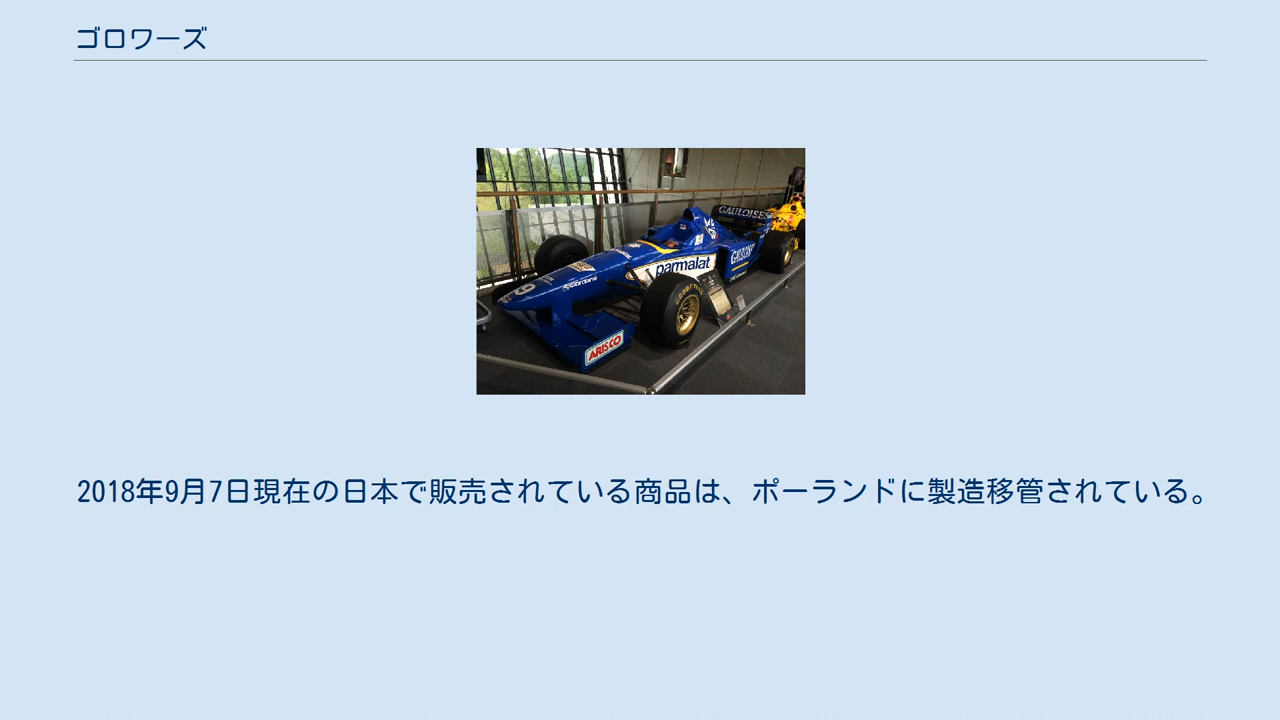 ゴロワーズ
GAULOISES
parmalat
GOODYEAR
ARISCO
2018年9月7日現在の日本で販売されている商品は、ポーランドに製造移管されている。